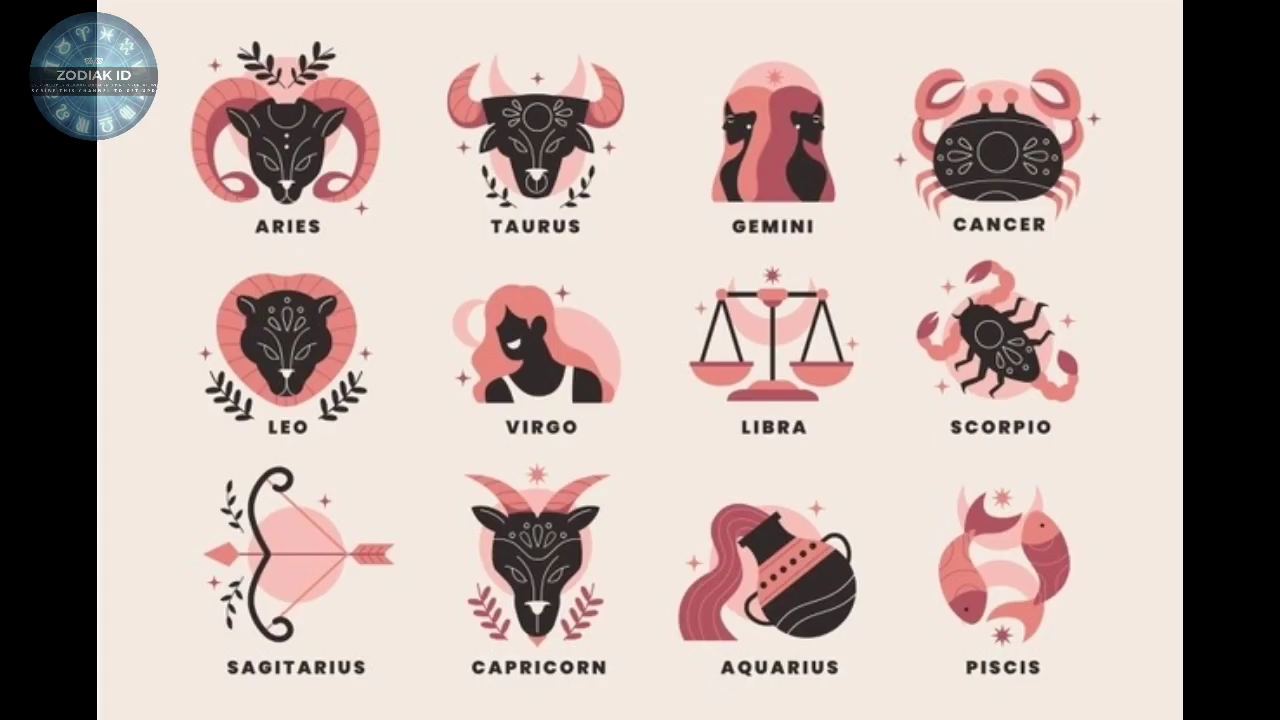 ZODIAK ID
ARIES
TAURUS
GEMINI
CANCER
LEO
VIRGO
LIBRA
SCORPIO
SAGITARIUS
CAPRICORN
AQUARIUS
PISCIS